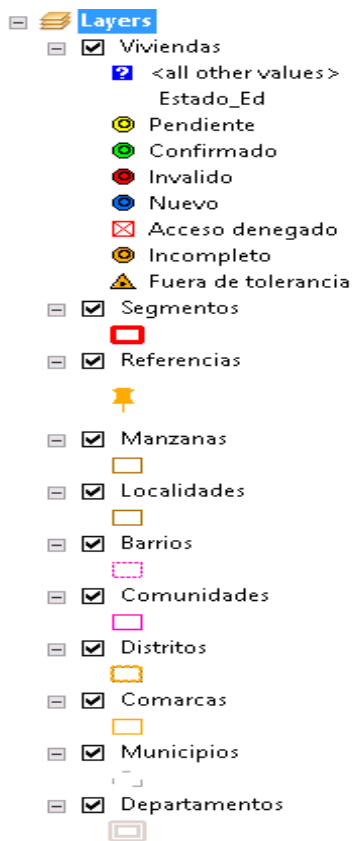 Layers
Viviendas
<all other values>
Estado_Ed
Pendiente
Confirmado
Invalido
Nuevo
Acceso denegado
Incompleto
Fuera de tolerancia
Segmentos
Referencias
Manzanas
Localidades
Barrios
Comunidades
Distritos
Comarcas
Municipios
Departamentos